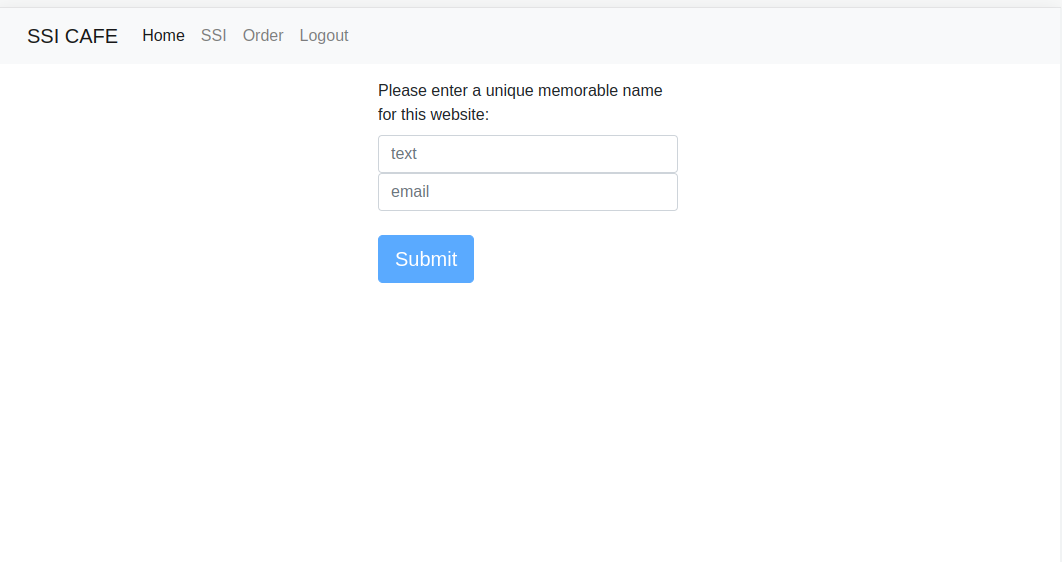 SSI CAFE Home SSI Order Logout
Please enter a unique memorable name
for this website:
text
email
Submit